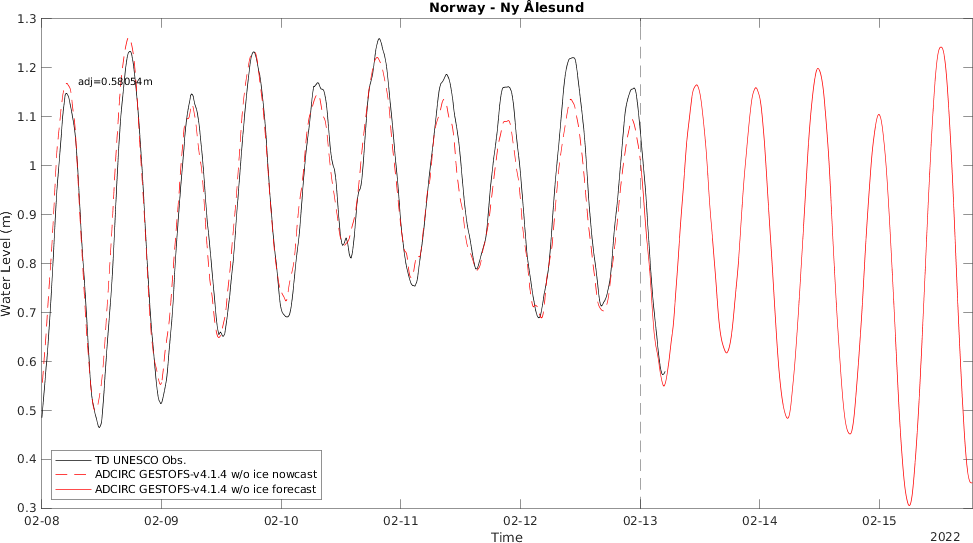 Norway - Ny Ålesund
1.3
1.2
1.1
1
0.9
0.8
0.7
0.6
0.5
0.4
0.3
Water Level (m)
adj=0.58054m
TD UNESCO Obs.
ADCIRC GESTOFS-v4.1.4 w/o ice nowcast
ADCIRC GESTOFS-v4.1.4 w/o ice forecast
02-08 02-09 02-10 02-11 02-12 02-13 02-14 02-15
Time
2022